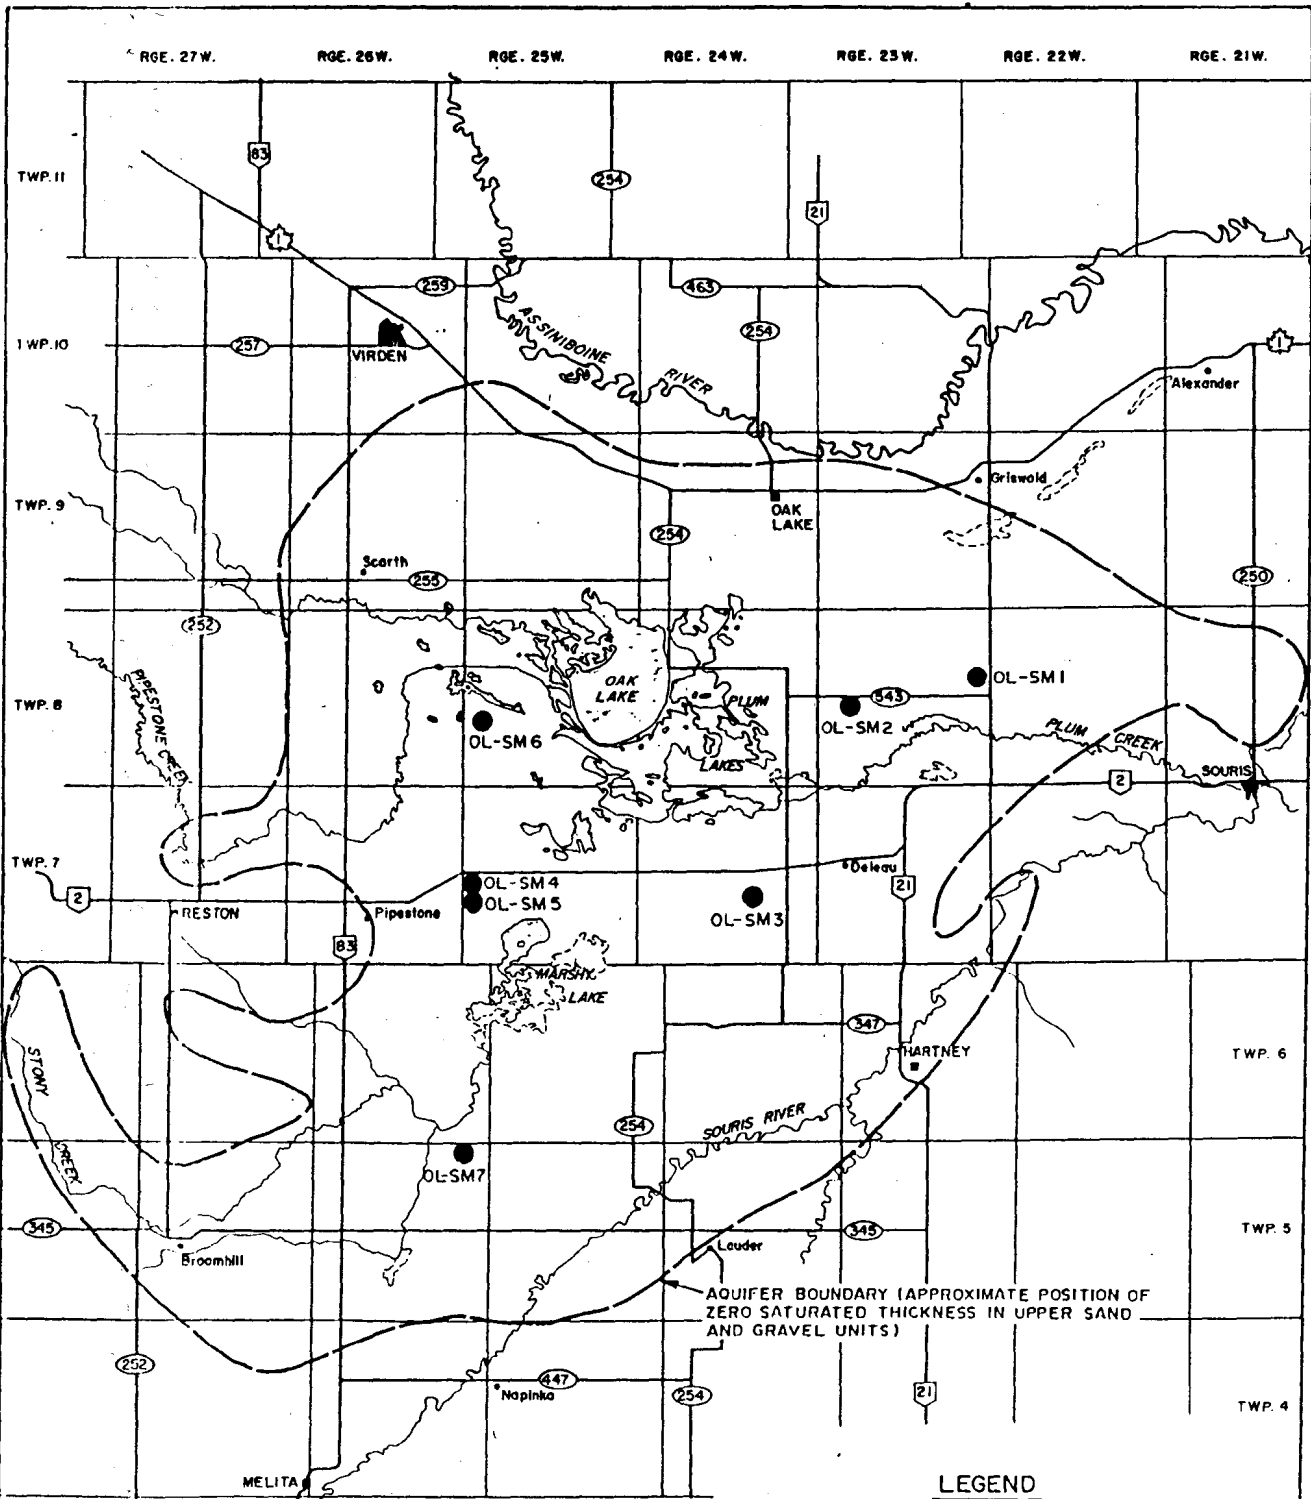 RGE. 27W.
RGE. 26W.
RGE. 25W.
RGE. 24W.
RGE. 23W.
RGE. 22W.
RGE. 21W.
83
TWP. 11
254
21
1
259
463
ASSINIBOINE
RIVER
254
TWP. 10
257
VIRDEN
1
Alexander
Griswold
TWP. 9
OAK
LAKE
254
Scarth
255
250
252
PIPESTONE CREEK
OAK
LAKE
OL-SM1
543
PLUM
LAKES
TWP. 8
OL-SM2
PLUM
CREEK
OL-SM6
SOURIS
2
TWP. 7
Deleau
OL-SM4
OL-SM5
21
2
OL-SM3
RESTON
Pipestone
83
MARSHY
LAKE
347
STONY
CREEK
HARTNEY
TWP. 6
254
SOURIS RIVER
OL-SM7
345
345
TWP. 5
Broomhill
Lauder
AQUIFER BOUNDARY (APPROXIMATE POSITION OF
ZERO SATURATED THICKNESS IN UPPER SAND
AND GRAVEL UNITS)
252
447
Napinka
254
21
TWP. 4
MELITA
LEGEND